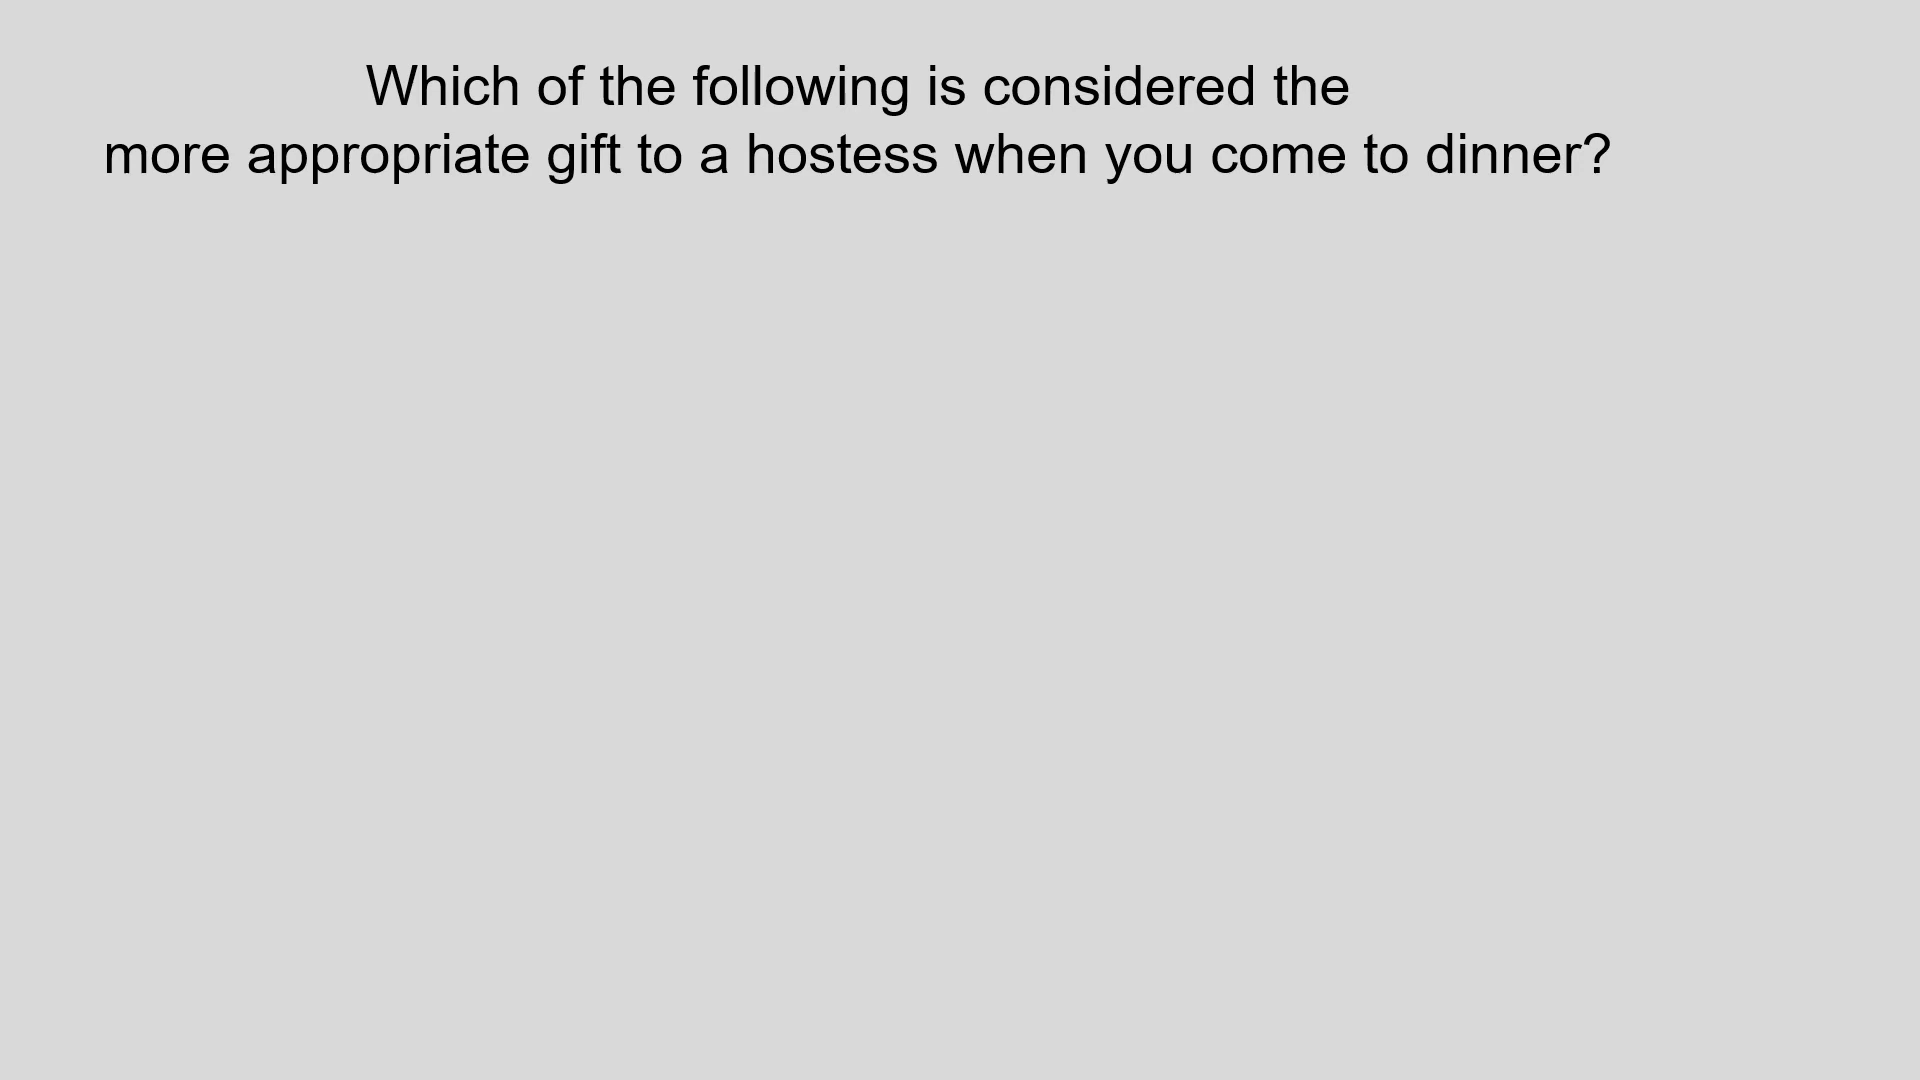 Which of the following is considered the
more appropriate gift to a hostess when you come to dinner?